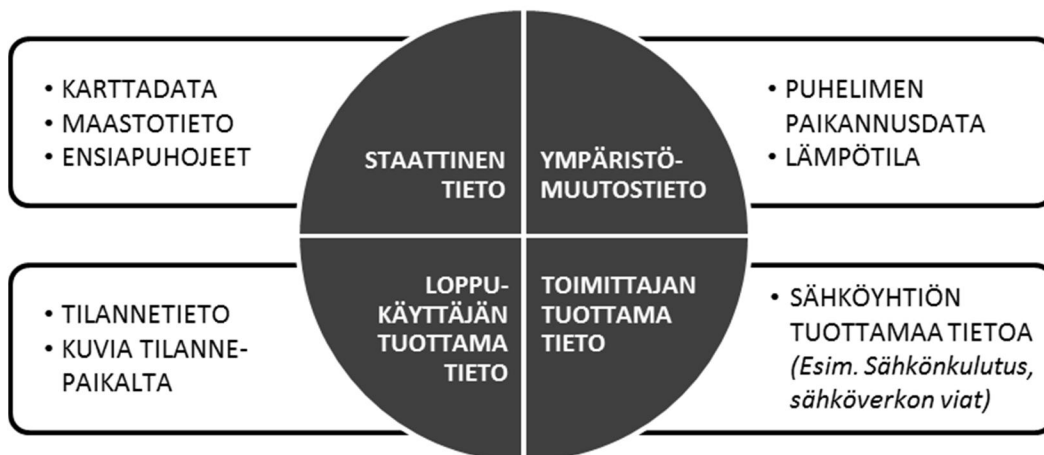 • KARTTADATA
• MAASTOTIETO
• ENSIAPUHOJEET
STAATTINEN
TIETO
YMPÄRISTÖ-
MUUTOSTIETO
• PUHELIMEN
PAIKANNUSDATA
• LÄMPÖTILA
• TILANNETIETO
• KUVIA TILANNE-
PAIKALTA
LOPPU-
KÄYTTÄJÄN
TUOTTAMA
TIETO
TOIMITTAJAN
TUOTTAMA
TIETO
• SÄHKÖYHTIÖN
TUOTTAMAA TIETOA
(Esim. Sähkönkulutus,
sähköverkon viat)